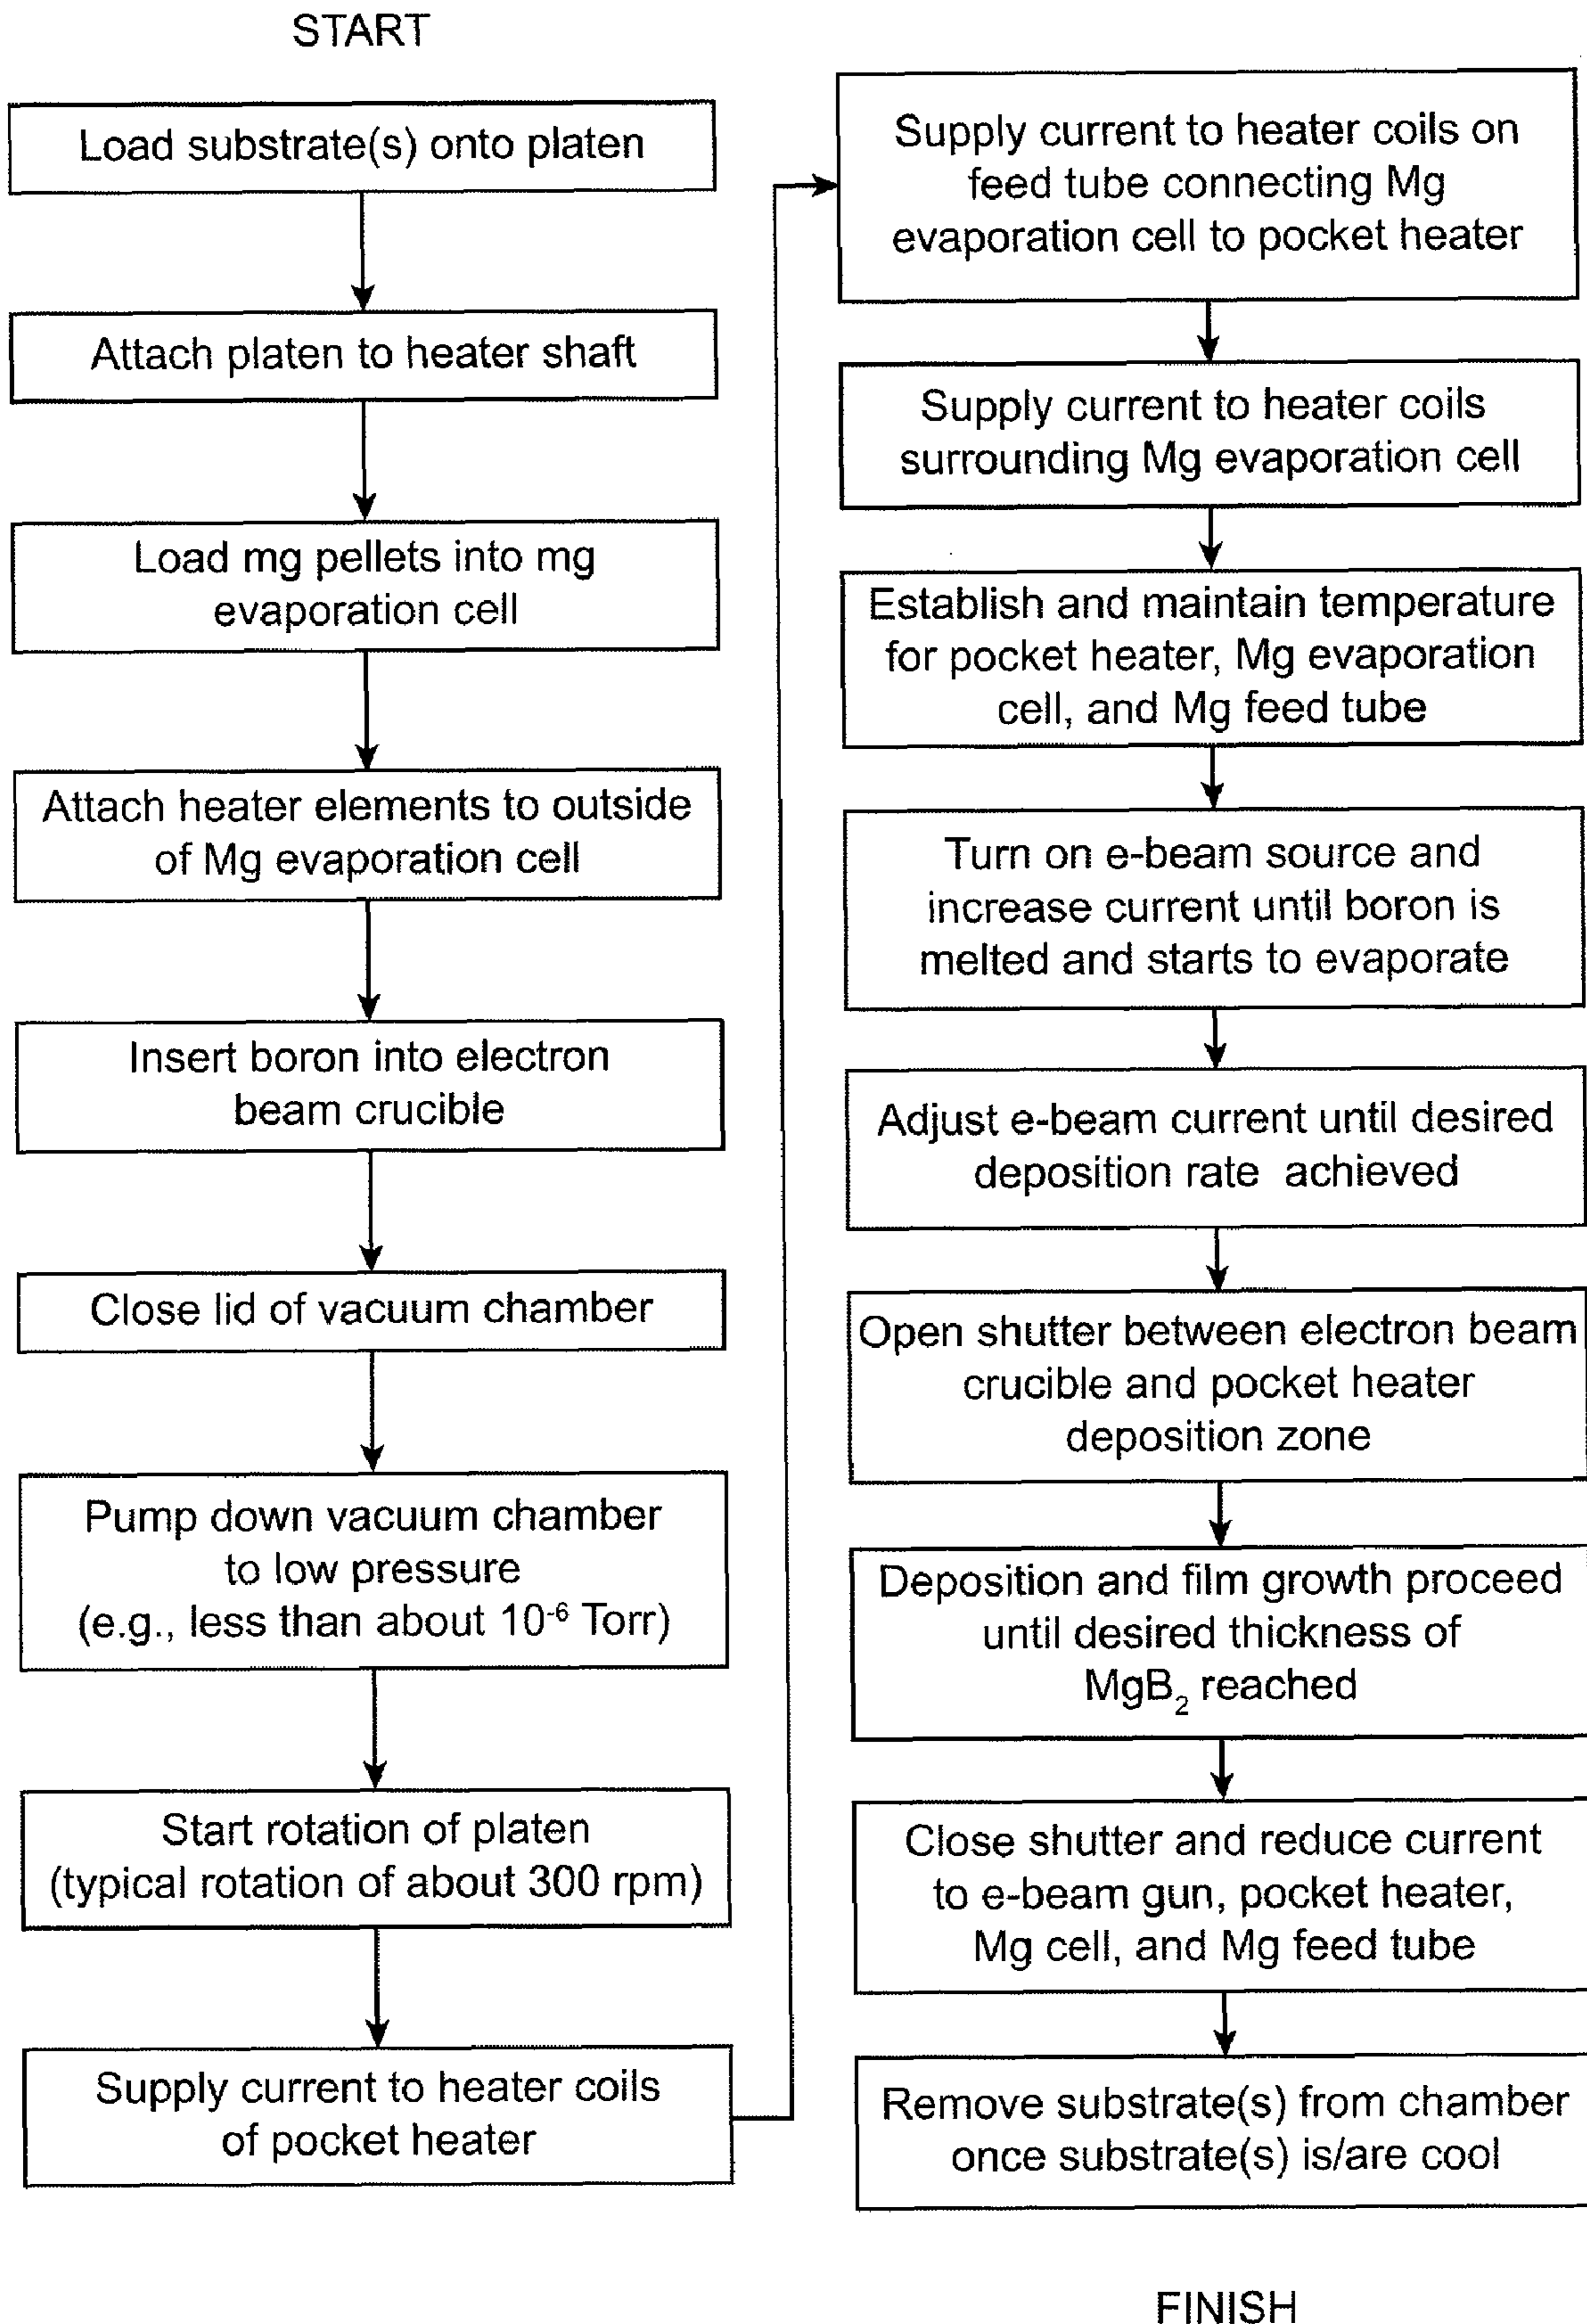 START
Load substrate(s) onto platen
Attach platen to heater shaft
Load mg pellets into mg
evaporation cell
Attach heater elements to outside
of Mg evaporation cell
Insert boron into electron
beam crucible
Close lid of vacuum chamber
Pump down vacuum chamber
to low pressure
(e.g., less than about 10⁻⁶ Torr)
Start rotation of platen
(typical rotation of about 300 rpm)
Supply current to heater coils
of pocket heater
Supply current to heater coils on
feed tube connecting Mg
evaporation cell to pocket heater
Supply current to heater coils
surrounding Mg evaporation cell
Establish and maintain temperature
for pocket heater, Mg evaporation
cell, and Mg feed tube
Turn on e-beam source and
increase current until boron is
melted and starts to evaporate
Adjust e-beam current until desired
deposition rate achieved
Open shutter between electron beam
crucible and pocket heater
deposition zone
Deposition and film growth proceed
until desired thickness of
MgB₂ reached
Close shutter and reduce current
to e-beam gun, pocket heater,
Mg cell, and Mg feed tube
Remove substrate(s) from chamber
once substrate(s) is/are cool
FINISH